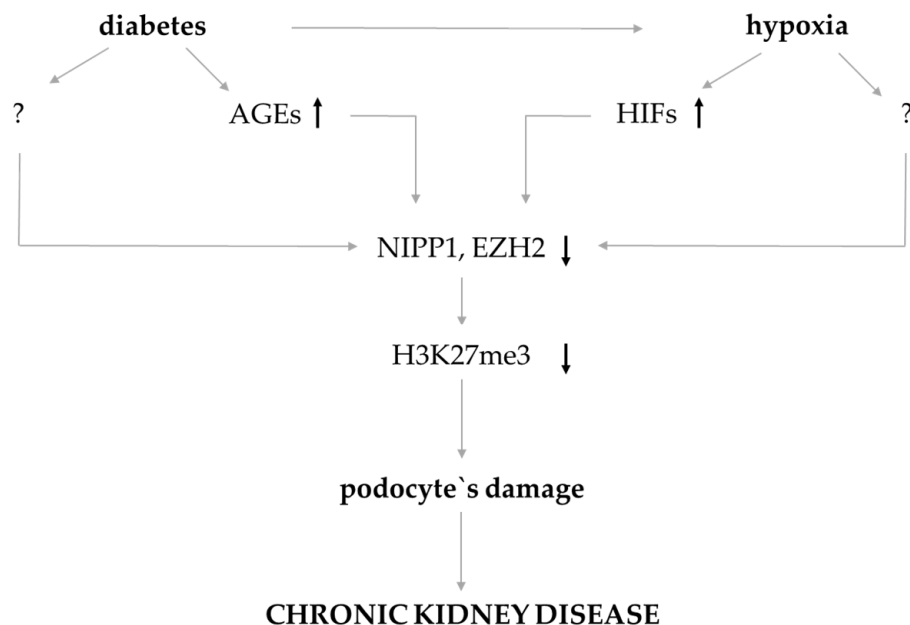 diabetes hypoxia
? AGEs HIFs ?
NIPP1, EZH2
H3K27me3
podocyte`s damage
CHRONIC KIDNEY DISEASE